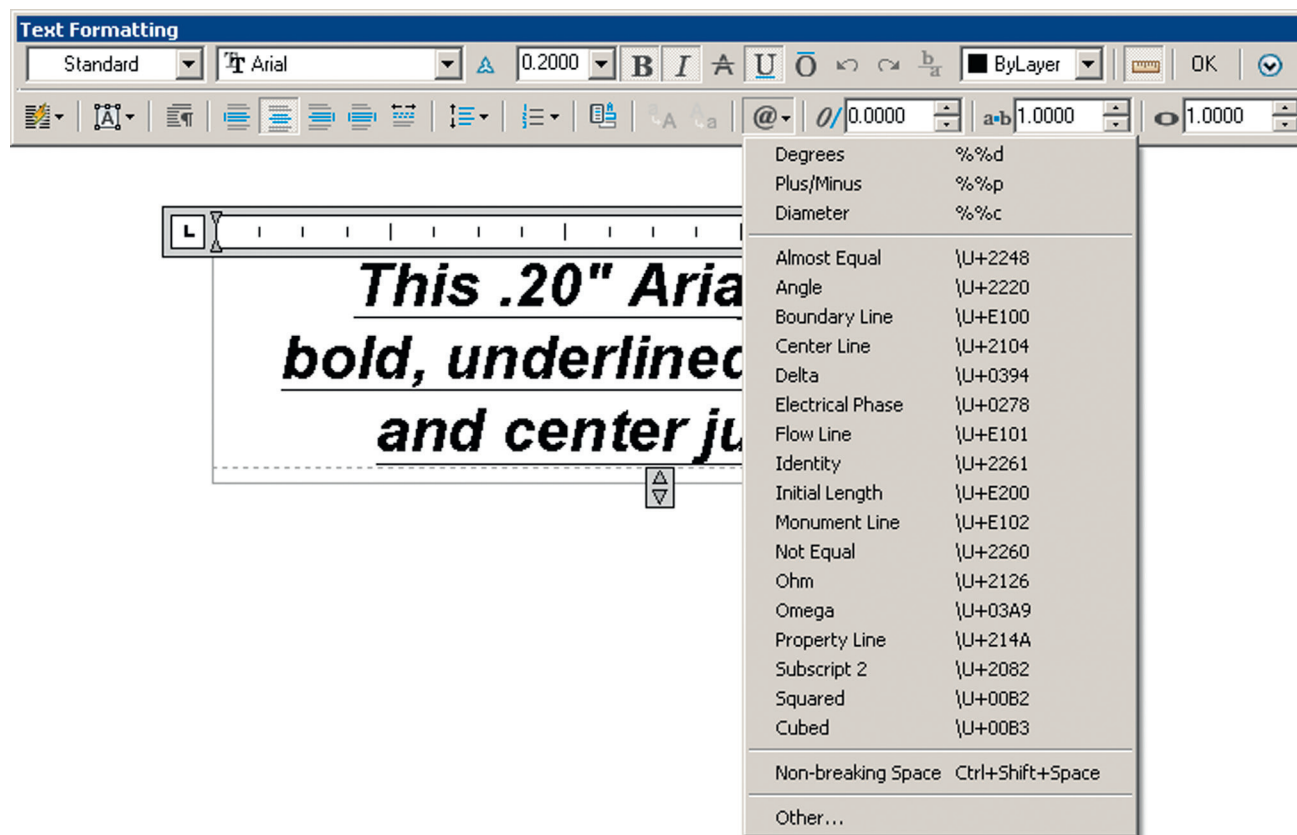 Text Formatting
Standard Arial 0.2000 B I A U O b/a ByLayer OK
@ 0/ 0.0000 a•b 1.0000 1.0000
Degrees %%d
Plus/Minus %%p
Diameter %%c
Almost Equal \U+2248
Angle \U+2220
Boundary Line \U+E100
Center Line \U+2104
Delta \U+0394
Electrical Phase \U+0278
Flow Line \U+E101
Identity \U+2261
Initial Length \U+E200
Monument Line \U+E102
Not Equal \U+2260
Ohm \U+2126
Omega \U+03A9
Property Line \U+214A
Subscript 2 \U+2082
Squared \U+00B2
Cubed \U+00B3
Non-breaking Space Ctrl+Shift+Space
Other...
L
This .20" Aria
bold, underlined
and center ju